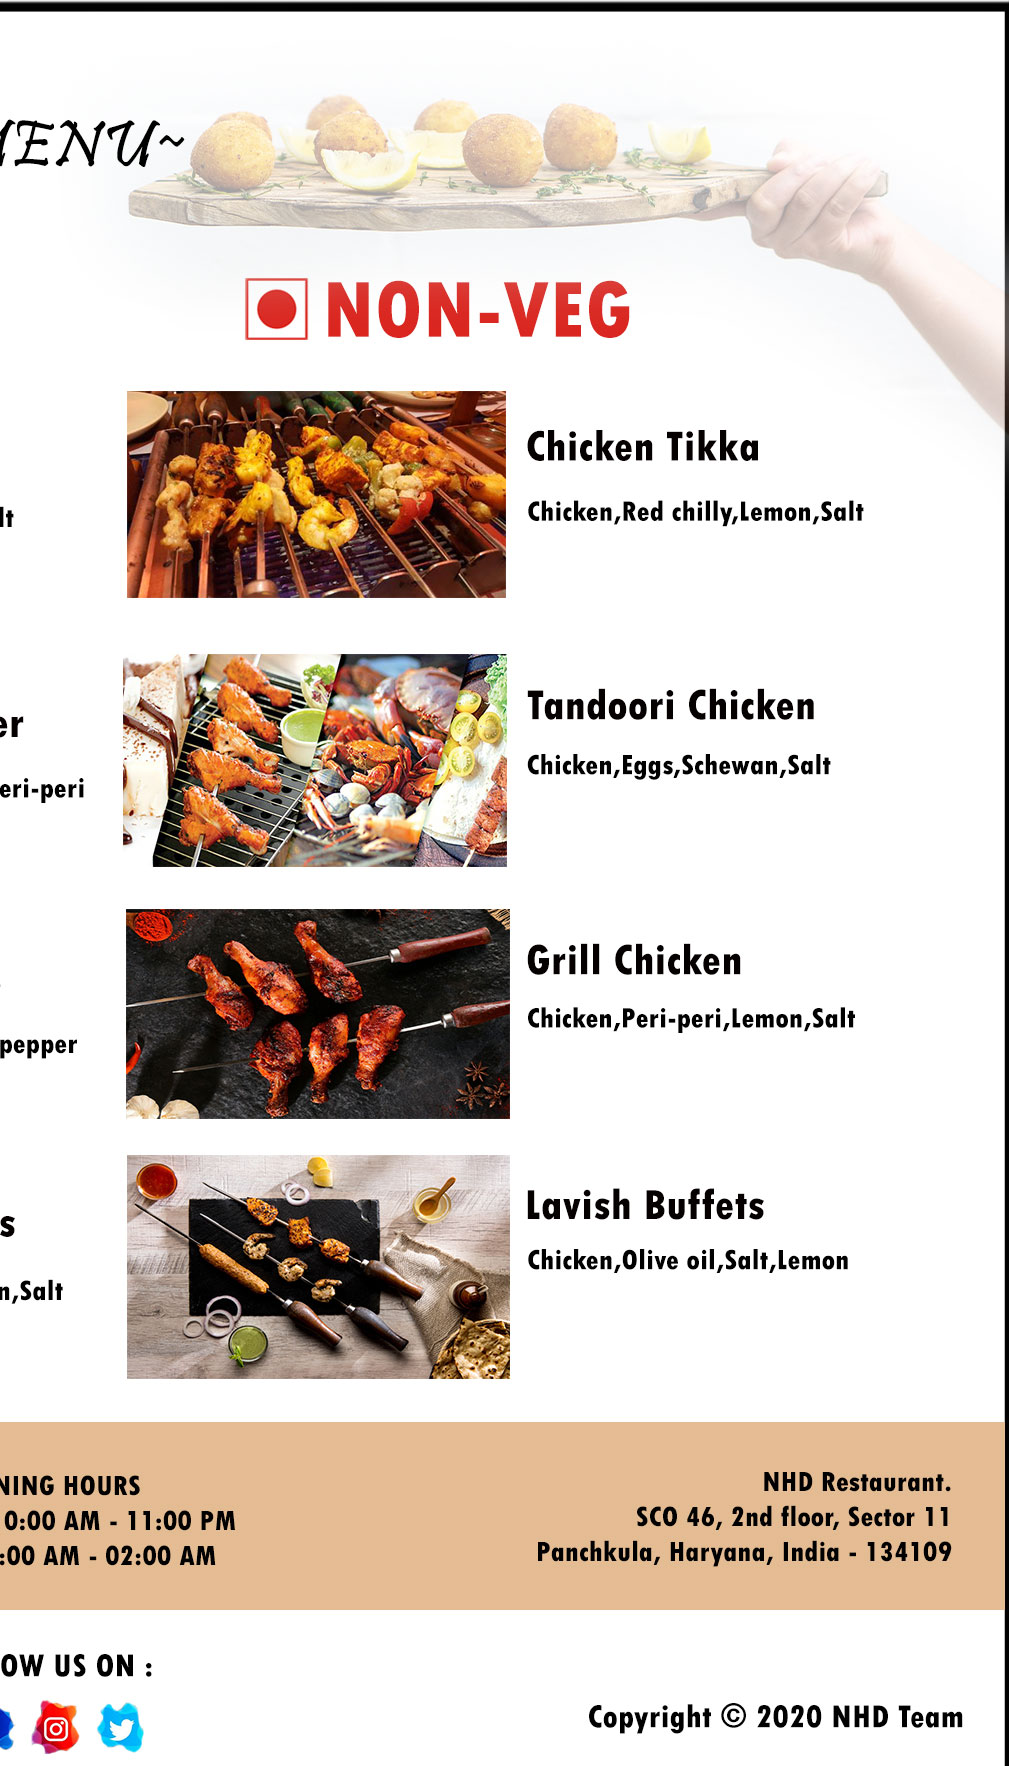 MENU~
NON-VEG
Chicken Tikka
Chicken,Red chilly,Lemon,Salt
lt
Tandoori Chicken
er
Chicken,Eggs,Schewan,Salt
eri-peri
Grill Chicken
Chicken,Peri-peri,Lemon,Salt
pepper
Lavish Buffets
s
Chicken,Olive oil,Salt,Lemon
n,Salt
NING HOURS
0:00 AM - 11:00 PM
:00 AM - 02:00 AM
NHD Restaurant.
SCO 46, 2nd floor, Sector 11
Panchkula, Haryana, India - 134109
OW US ON :
Copyright © 2020 NHD Team